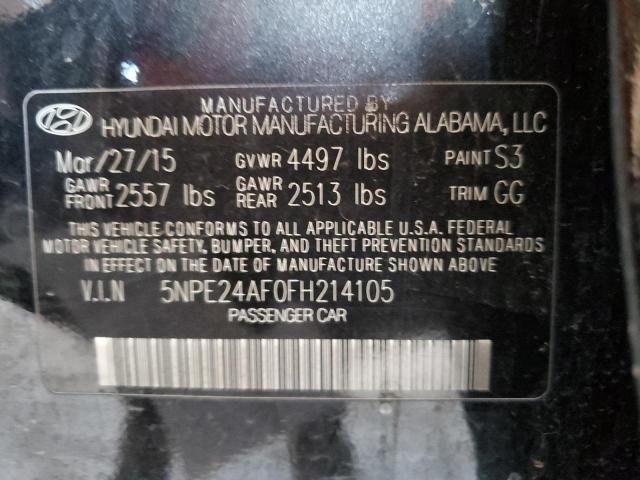 MANUFACTURED BY
HYUNDAI MOTOR MANUFACTURING ALABAMA, LLC
Mar/27/15 GVWR 4497 lbs PAINT S3
GAWR FRONT 2557 lbs GAWR REAR 2513 lbs TRIM GG
THIS VEHICLE CONFORMS TO ALL APPLICABLE U.S.A. FEDERAL
MOTOR VEHICLE SAFETY, BUMPER, AND THEFT PREVENTION STANDARDS
IN EFFECT ON THE DATE OF MANUFACTURE SHOWN ABOVE
V.I.N 5NPE24AF0FH214105
PASSENGER CAR